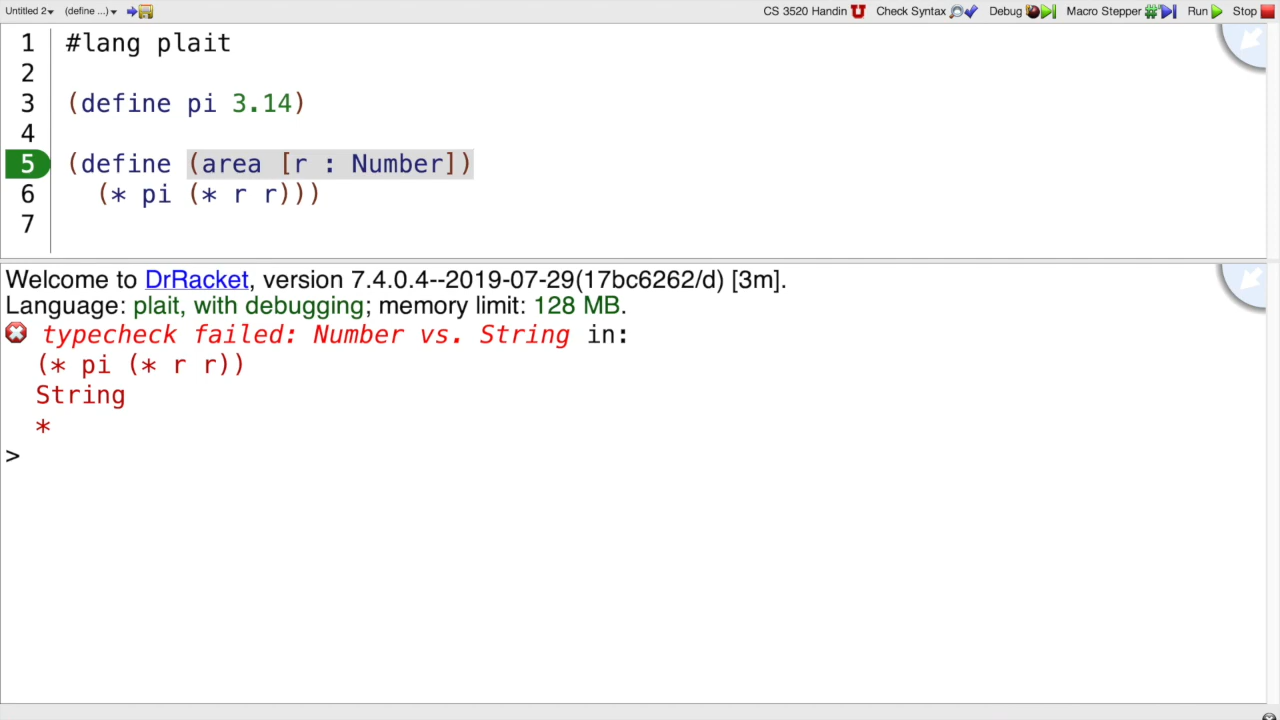 Untitled 2▾ (define ...)▾ CS 3520 Handin Check Syntax Debug Macro Stepper Run Stop
1 #lang plait
2
3 (define pi 3.14)
4
5 (define (area [r : Number])
6 (* pi (* r r)))
7
Welcome to DrRacket, version 7.4.0.4--2019-07-29(17bc6262/d) [3m].
Language: plait, with debugging; memory limit: 128 MB.
typecheck failed: Number vs. String in:
(* pi (* r r))
String
*
>